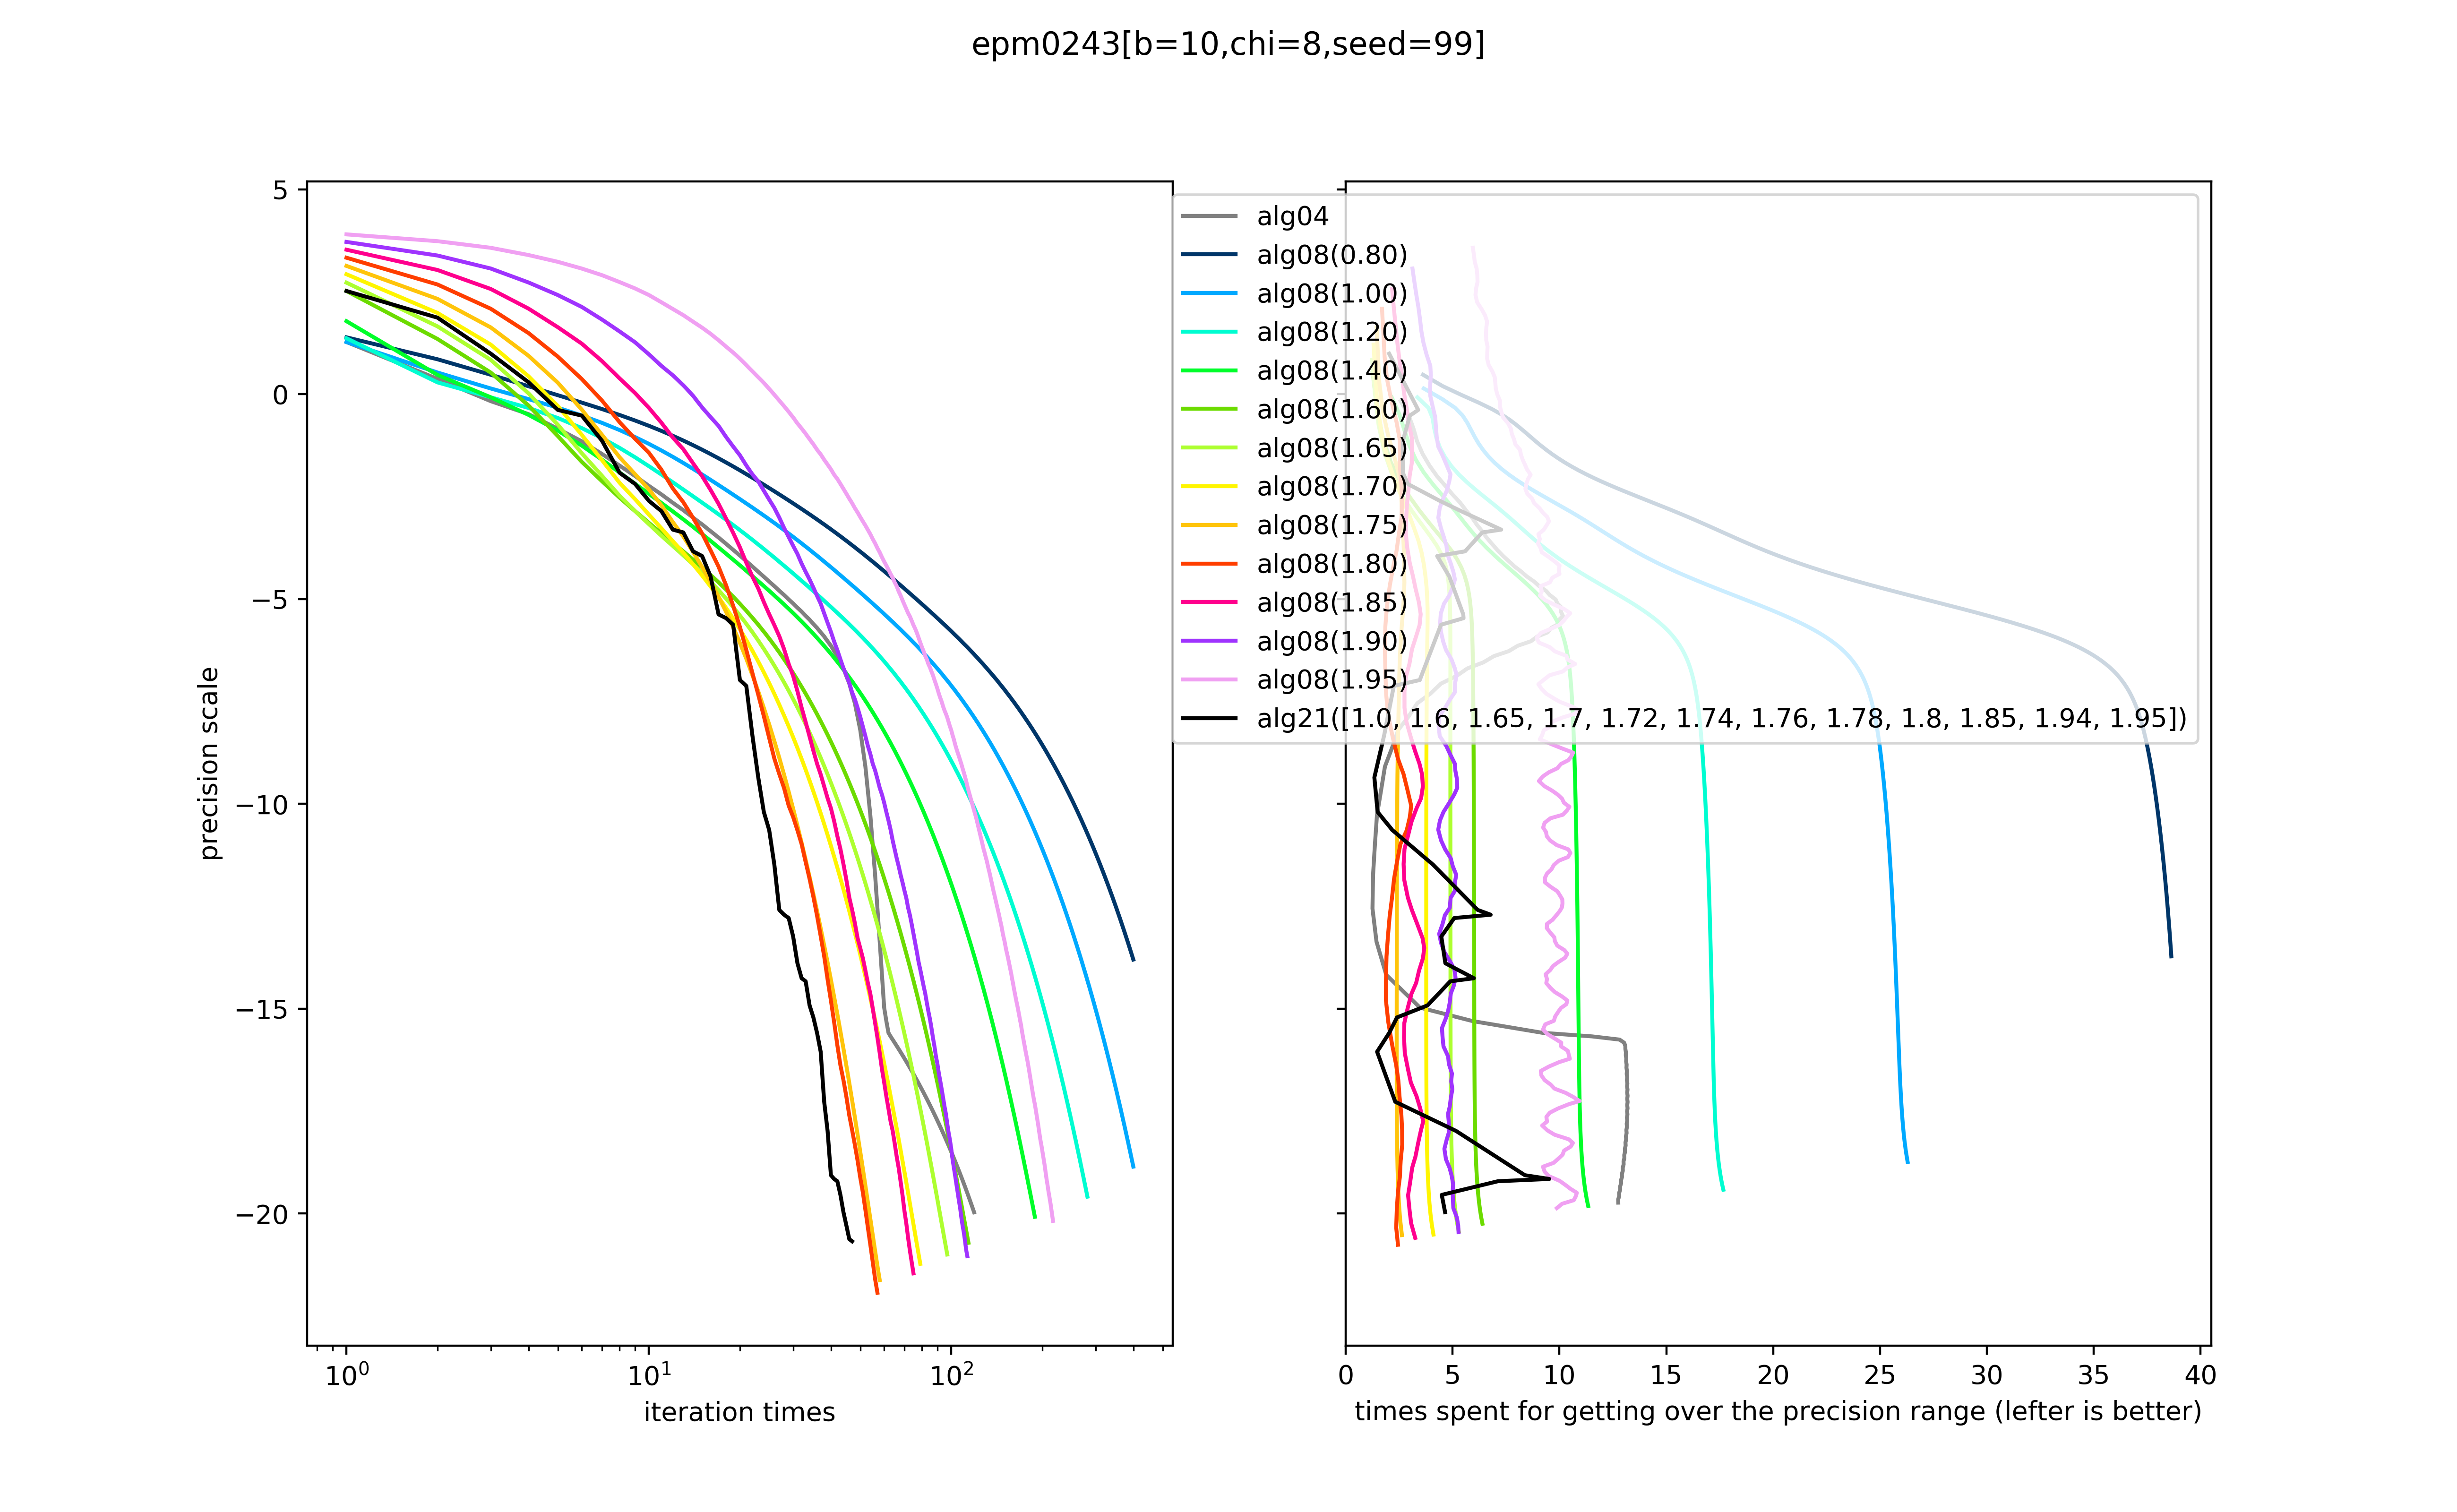 epm0243[b=10,chi=8,seed=99]
5
0
−5
−10
−15
−20
precision scale
10⁰
10¹
10²
iteration times
alg04
alg08(0.80)
alg08(1.00)
alg08(1.20)
alg08(1.40)
alg08(1.60)
alg08(1.65)
alg08(1.70)
alg08(1.75)
alg08(1.80)
alg08(1.85)
alg08(1.90)
alg08(1.95)
alg21([1.0, 1.6, 1.65, 1.7, 1.72, 1.74, 1.76, 1.78, 1.8, 1.85, 1.94, 1.95])
0 5 10 15 20 25 30 35 40
times spent for getting over the precision range (lefter is better)